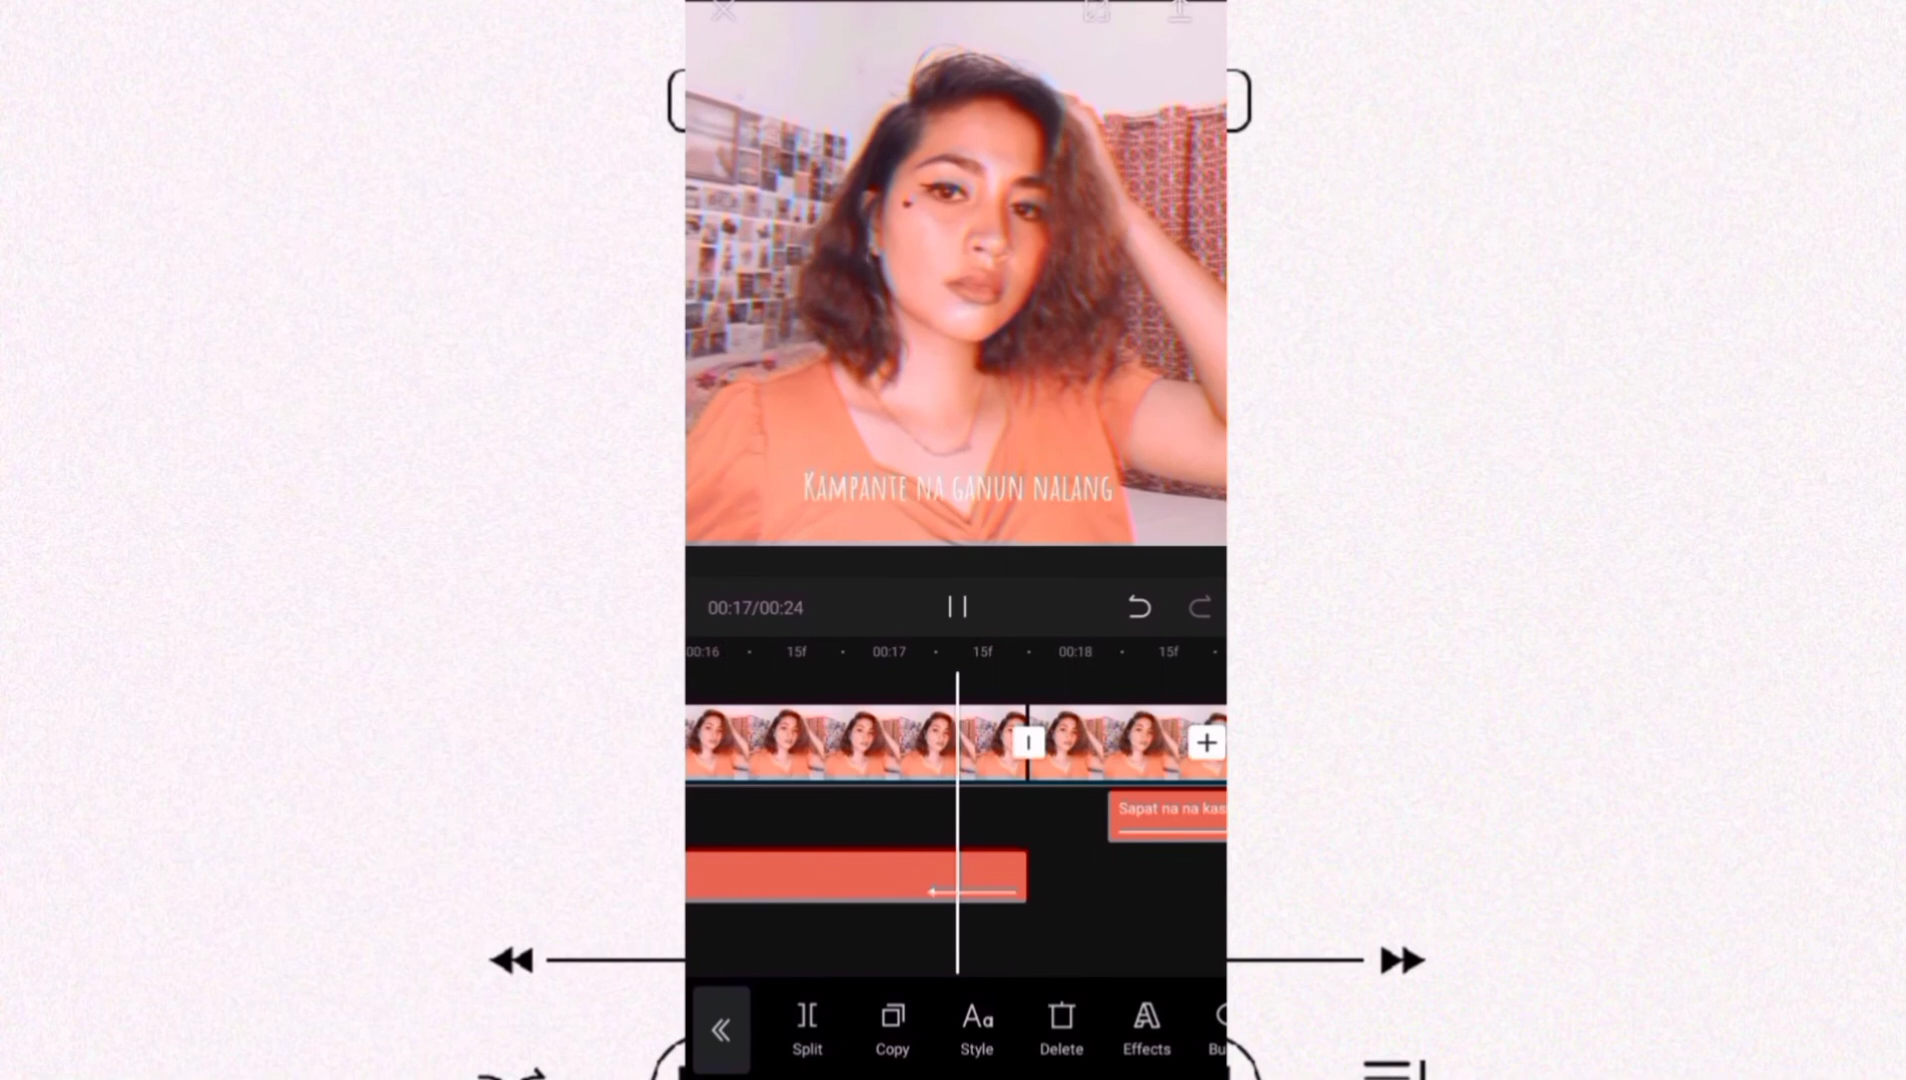 Kampante na ganun nalang
00:17/00:24
00:16 15f 00:17 15f 00:18 15f
Sapat na na kas
Split Copy Style Delete Effects Bu